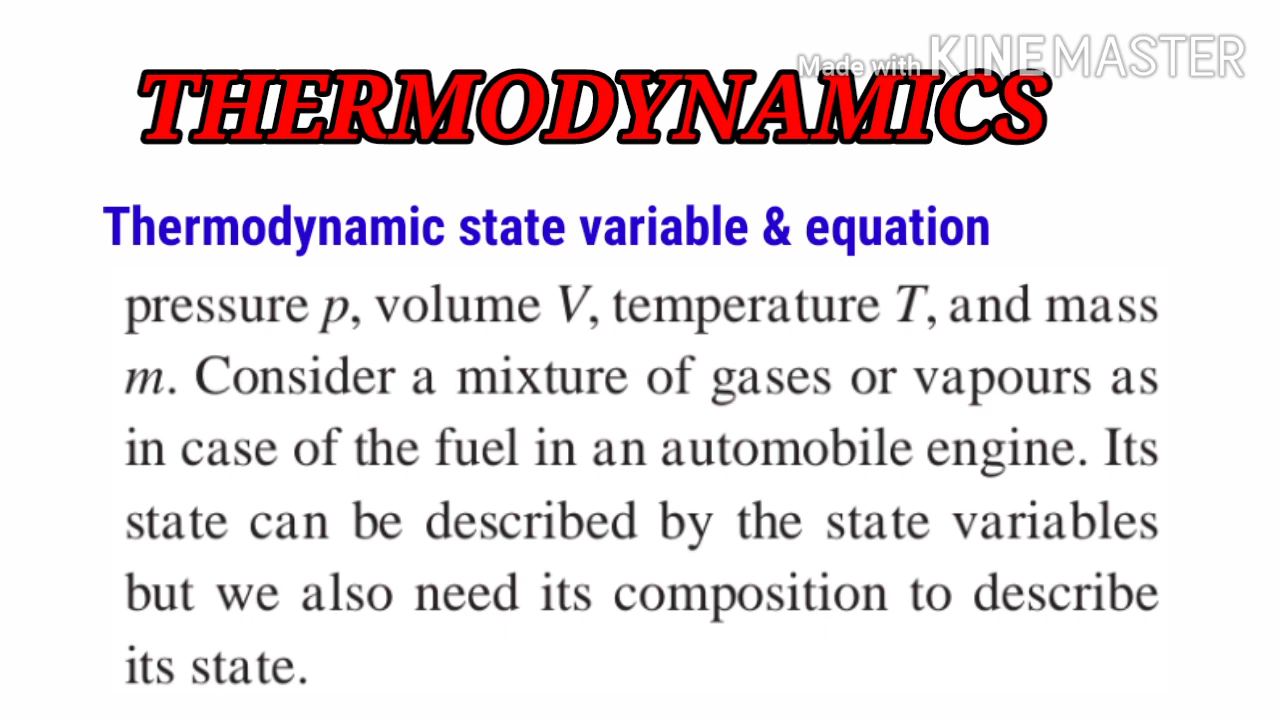 Made with KINEMASTER
THERMODYNAMICS
Thermodynamic state variable & equation
pressure p, volume V, temperature T, and mass
m. Consider a mixture of gases or vapours as
in case of the fuel in an automobile engine. Its
state can be described by the state variables
but we also need its composition to describe
its state.